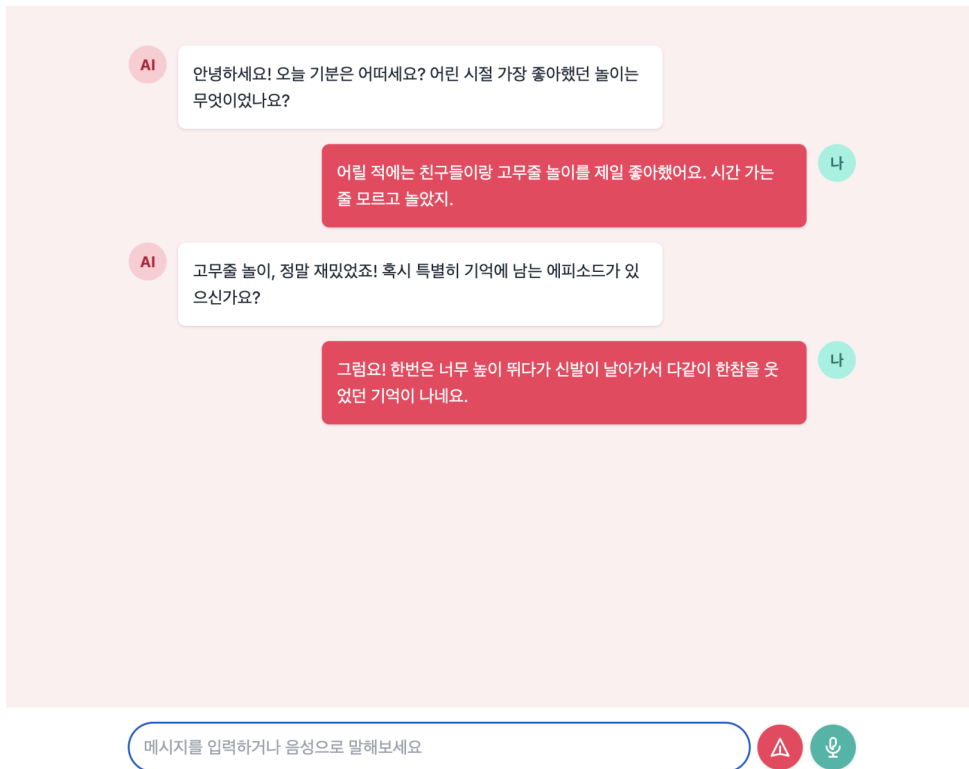 AI
안녕하세요! 오늘 기분은 어떠세요? 어린 시절 가장 좋아했던 놀이는
무엇이었나요?
나
어릴 적에는 친구들이랑 고무줄 놀이를 제일 좋아했어요. 시간 가는
줄 모르고 놀았지.
AI
고무줄 놀이, 정말 재밌었죠! 혹시 특별히 기억에 남는 에피소드가 있
으신가요?
나
그럼요! 한번은 너무 높이 뛰다가 신발이 날아가서 다같이 한참을 웃
었던 기억이 나네요.
메시지를 입력하거나 음성으로 말해보세요